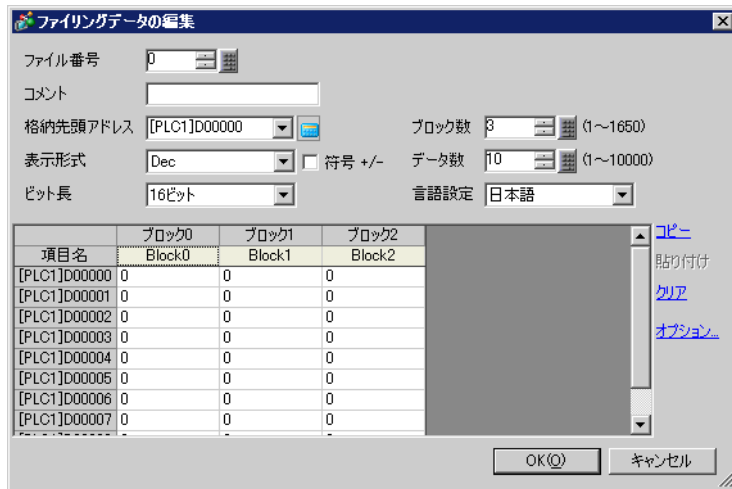 ファイリングデータの編集
ファイル番号 0
コメント
格納先頭アドレス [PLC1]D00000 ブロック数 3 (1～1650)
表示形式 Dec 符号 +/- データ数 10 (1～10000)
ビット長 16ビット 言語設定 日本語
ブロック0 ブロック1 ブロック2 コピー
項目名 Block0 Block1 Block2 貼り付け
[PLC1]D00000 0 0 0
[PLC1]D00001 0 0 0 クリア
[PLC1]D00002 0 0 0
[PLC1]D00003 0 0 0 オプション...
[PLC1]D00004 0 0 0
[PLC1]D00005 0 0 0
[PLC1]D00006 0 0 0
[PLC1]D00007 0 0 0
OK(O) キャンセル